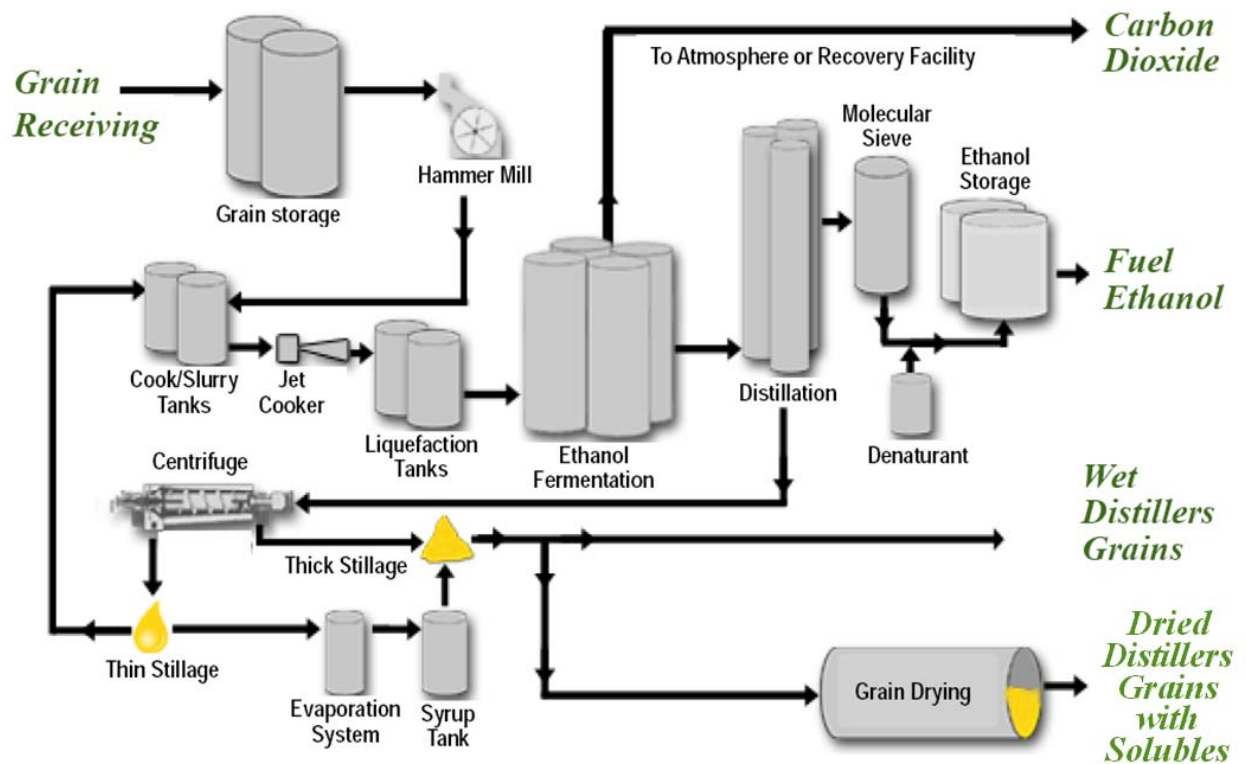 Carbon
Dioxide
To Atmosphere or Recovery Facility
Grain
Receiving
Molecular
Sieve
Ethanol
Storage
Hammer Mill
Grain storage
Fuel
Ethanol
Cook/Slurry
Tanks
Jet
Cooker
Distillation
Liquefaction
Tanks
Ethanol
Fermentation
Denaturant
Centrifuge
Wet
Distillers
Grains
Thick Stillage
Thin Stillage
Evaporation
System
Syrup
Tank
Grain Drying
Dried
Distillers
Grains
with
Solubles